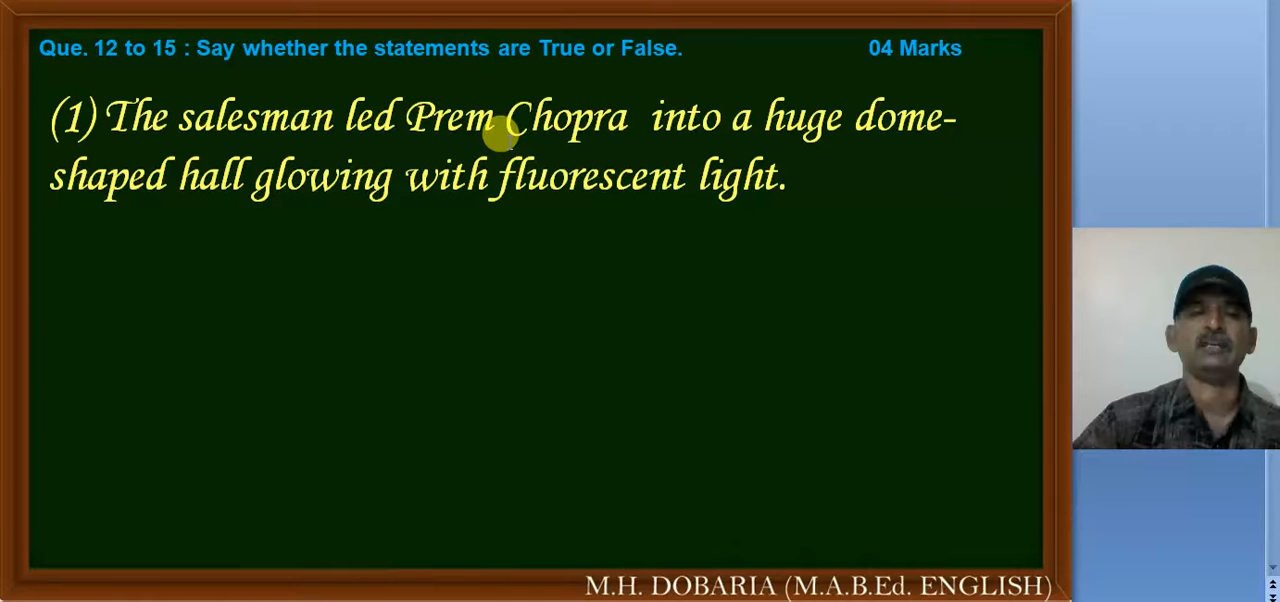 Que. 12 to 15 : Say whether the statements are True or False. 04 Marks
(1) The salesman led Prem Chopra into a huge dome-
shaped hall glowing with fluorescent light.
M.H. DOBARIA (M.A.B.Ed. ENGLISH)